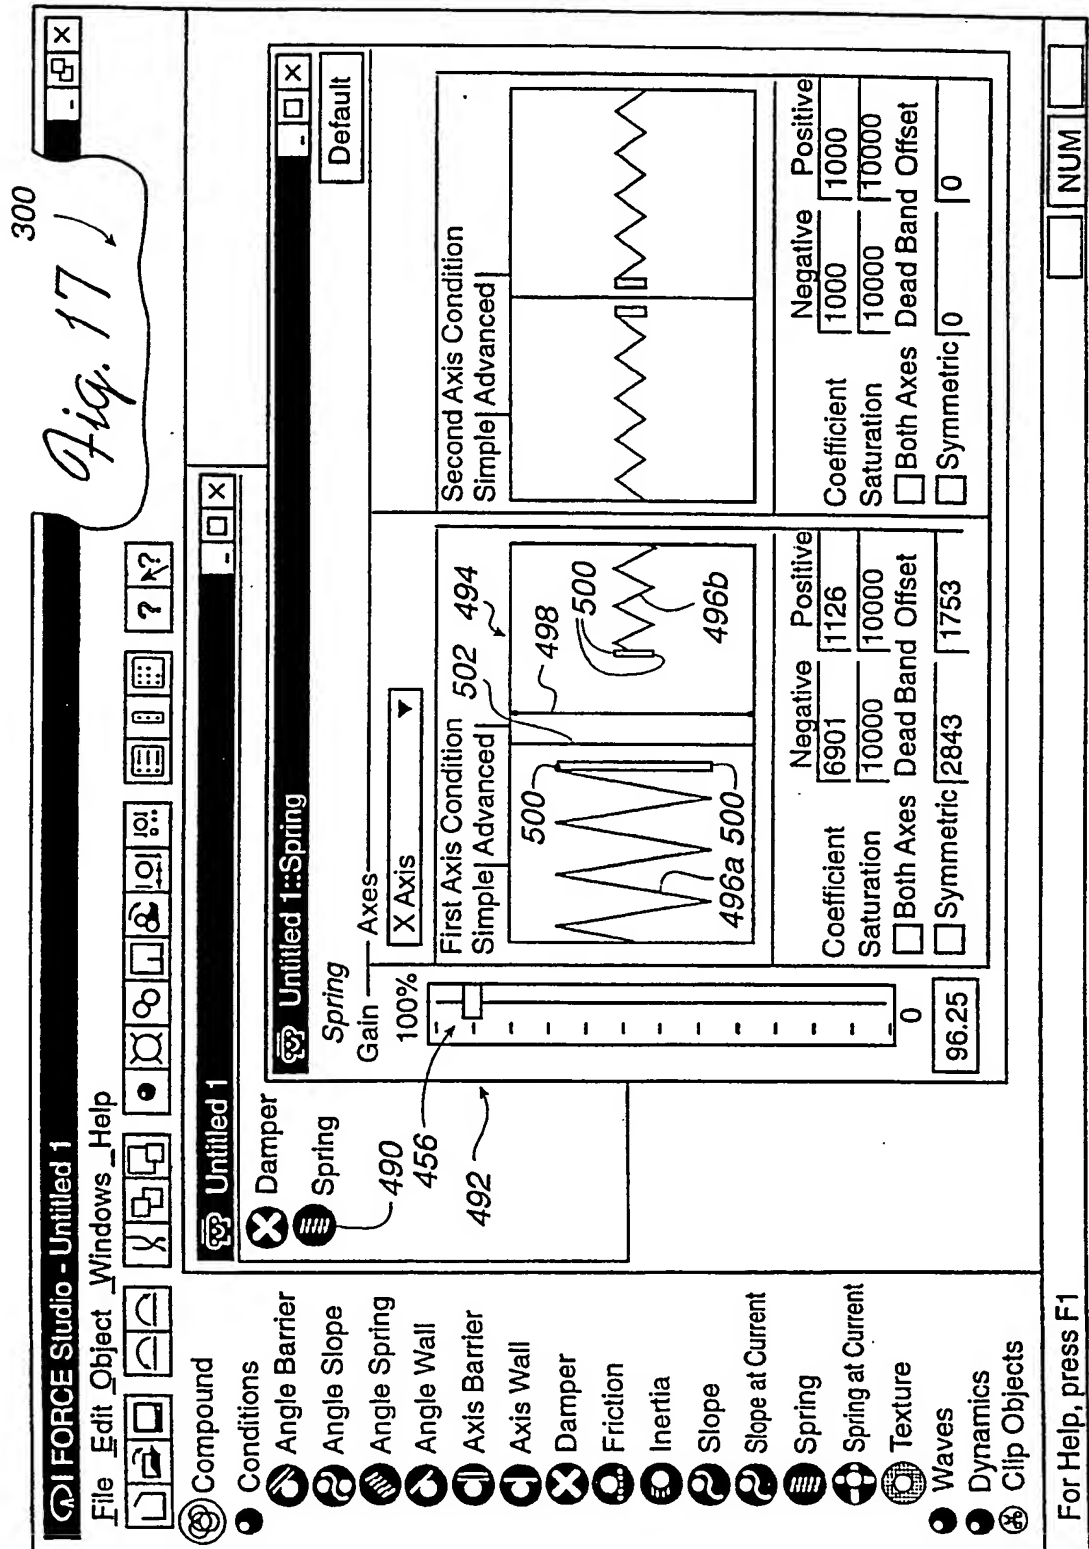 300
Fig. 17
I FORCE Studio - Untitled 1
File Edit Object Windows Help
Compound
Conditions
Angle Barrier
Angle Slope
Angle Spring
Angle Wall
Axis Barrier
Axis Wall
Damper
Friction
Inertia
Slope
Slope at Current
Spring
Spring at Current
Texture
Waves
Dynamics
Clip Objects
Untitled 1
Damper
Spring
490
456
492
Untitled 1::Spring
Default
Spring
Gain
100%
0
96.25
Axes
X Axis
502
498
494
First Axis Condition
Simple Advanced
500
500
496a
500
496b
Negative Positive
Coefficient 6901 1126
Saturation 10000 10000
Both Axes Dead Band Offset
Symmetric 2843 1753
Second Axis Condition
Simple Advanced
Negative Positive
Coefficient 1000 1000
Saturation 10000 10000
Both Axes Dead Band Offset
Symmetric 0 0
For Help, press F1
NUM